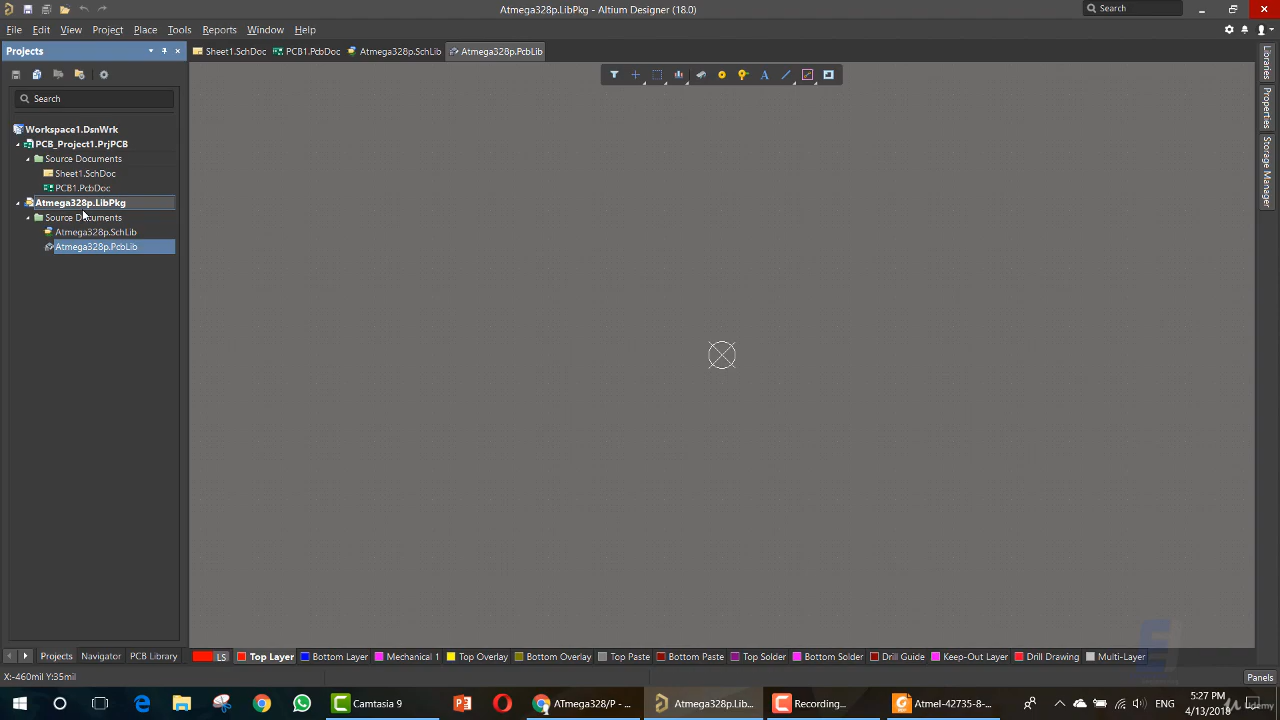 Atmega328p.LibPkg - Altium Designer (18.0)
Search
File Edit View Project Place Tools Reports Window Help
Projects
Sheet1.SchDoc PCB1.PcbDoc Atmega328p.SchLib Atmega328p.PcbLib
Search
Workspace1.DsnWrk
PCB_Project1.PrjPCB
Source Documents
Sheet1.SchDoc
PCB1.PcbDoc
Atmega328p.LibPkg
Source Documents
Atmega328p.SchLib
Atmega328p.PcbLib
A
Libraries
Properties
Storage Manager
Projects Navigator PCB Library LS Top Layer Bottom Layer Mechanical 1 Top Overlay Bottom Overlay Top Paste Bottom Paste Top Solder Bottom Solder Drill Guide Keep-Out Layer Drill Drawing Multi-Layer
X:-460mil Y:35mil
Panels
Camtasia 9 ATmega328/P - ... Atmega328p.Lib... Recording... Atmel-42735-8-... ENG 5:27 PM
4/13/2018
Udemy